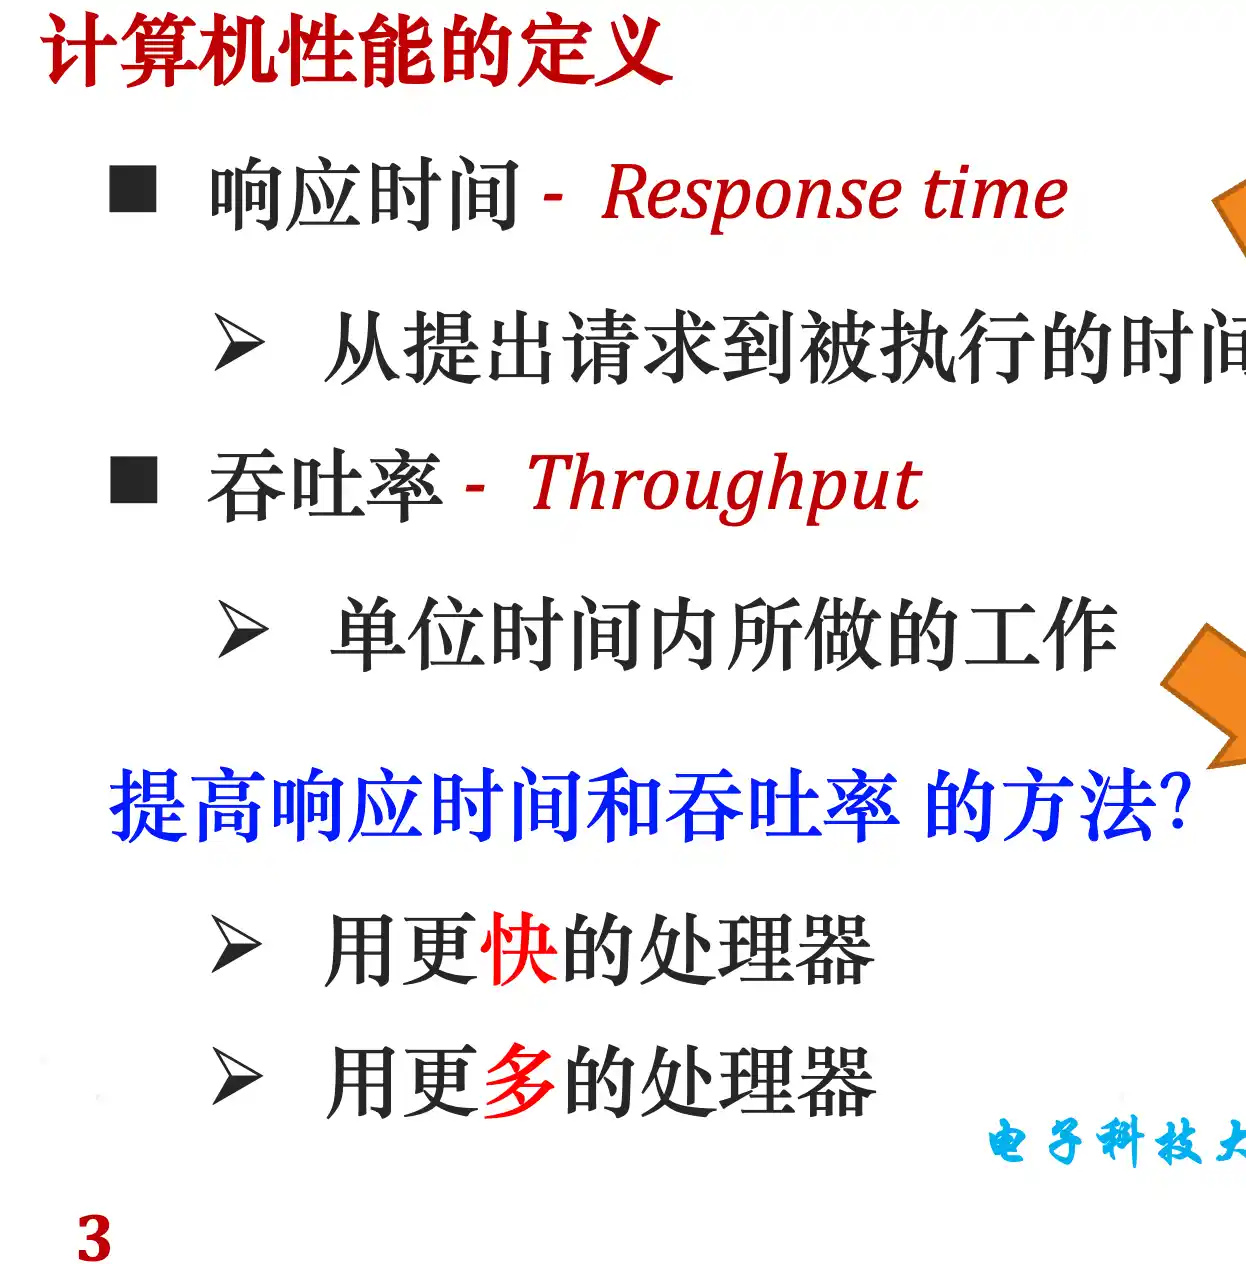 计算机性能的定义
响应时间 - Response time
从提出请求到被执行的时间
吞吐率 - Throughput
单位时间内所做的工作
提高响应时间和吞吐率 的方法?
用更快的处理器
用更多的处理器
电子科技大
3